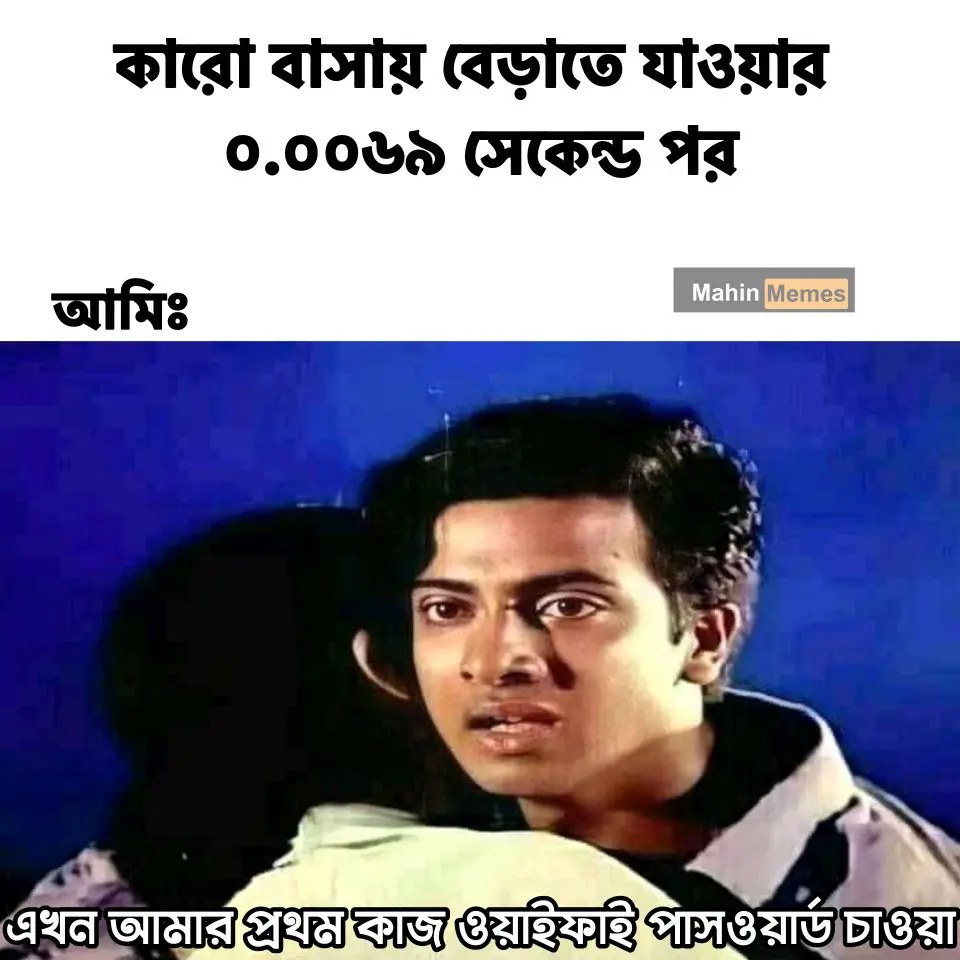 কারো বাসায় বেড়াতে যাওয়ার
০.০০৬৯ সেকেন্ড পর
আমিঃ
Mahin Memes
এখন আমার প্রথম কাজ ওয়াইফাই পাসওয়ার্ড চাওয়া